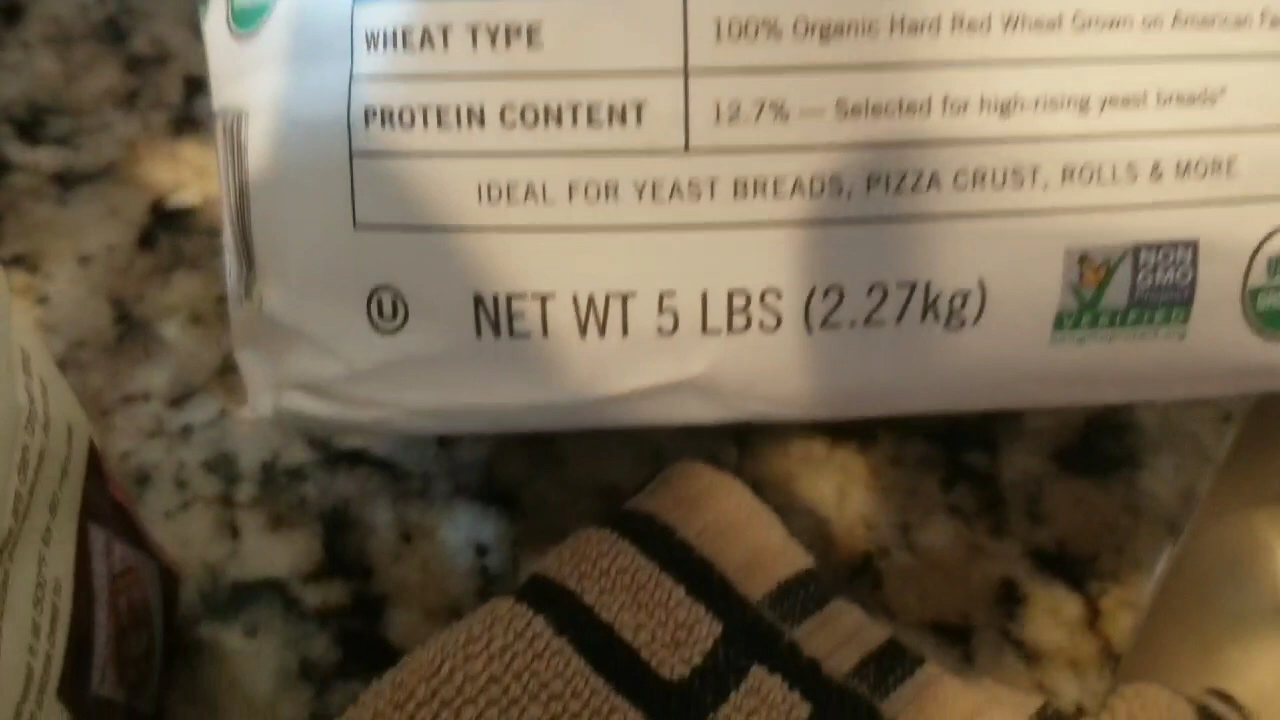 WHEAT TYPE
100% Organic Hard Red Wheat Grown on American
PROTEIN CONTENT
12.7% — Selected for high-rising yeast breads*
IDEAL FOR YEAST BREADS, PIZZA CRUST, ROLLS & MORE
U
NET WT 5 LBS (2.27kg)
NON
GMO
VERIFIED